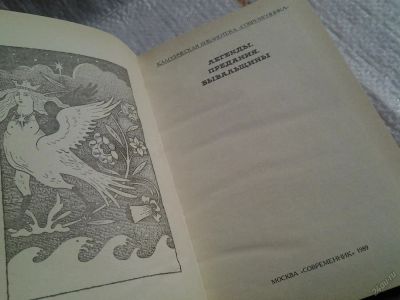 КЛАССИЧЕСКАЯ БИБЛИОТЕКА «СОВРЕМЕННИКА»
ЛЕГЕНДЫ.
ПРЕДАНИЯ.
БЫВАЛЬЩИНЫ
МОСКВА «СОВРЕМЕННИК» 1989